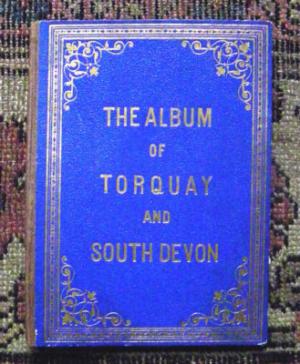 THE ALBUM
OF
TORQUAY
AND
SOUTH DEVON